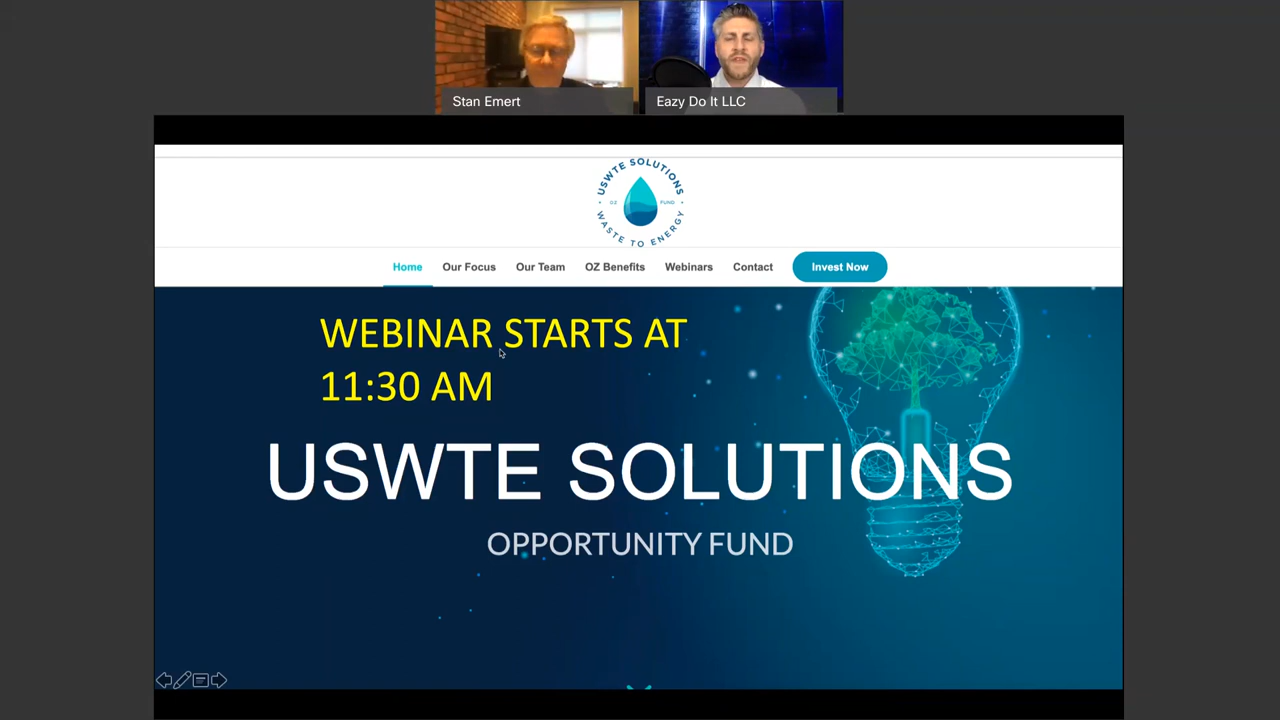 Stan Emert
Eazy Do It LLC
USWTE SOLUTIONS
OZ FUND
WASTE TO ENERGY
Home Our Focus Our Team OZ Benefits Webinars Contact Invest Now
WEBINAR STARTS AT
11:30 AM
USWTE SOLUTIONS
OPPORTUNITY FUND